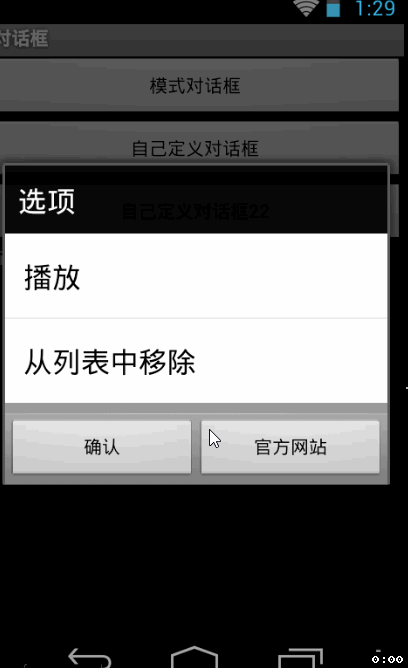 1:29
对话框
模式对话框
自己定义对话框
选项
自己定义对话框22
播放
从列表中移除
确认
官方网站
0:00